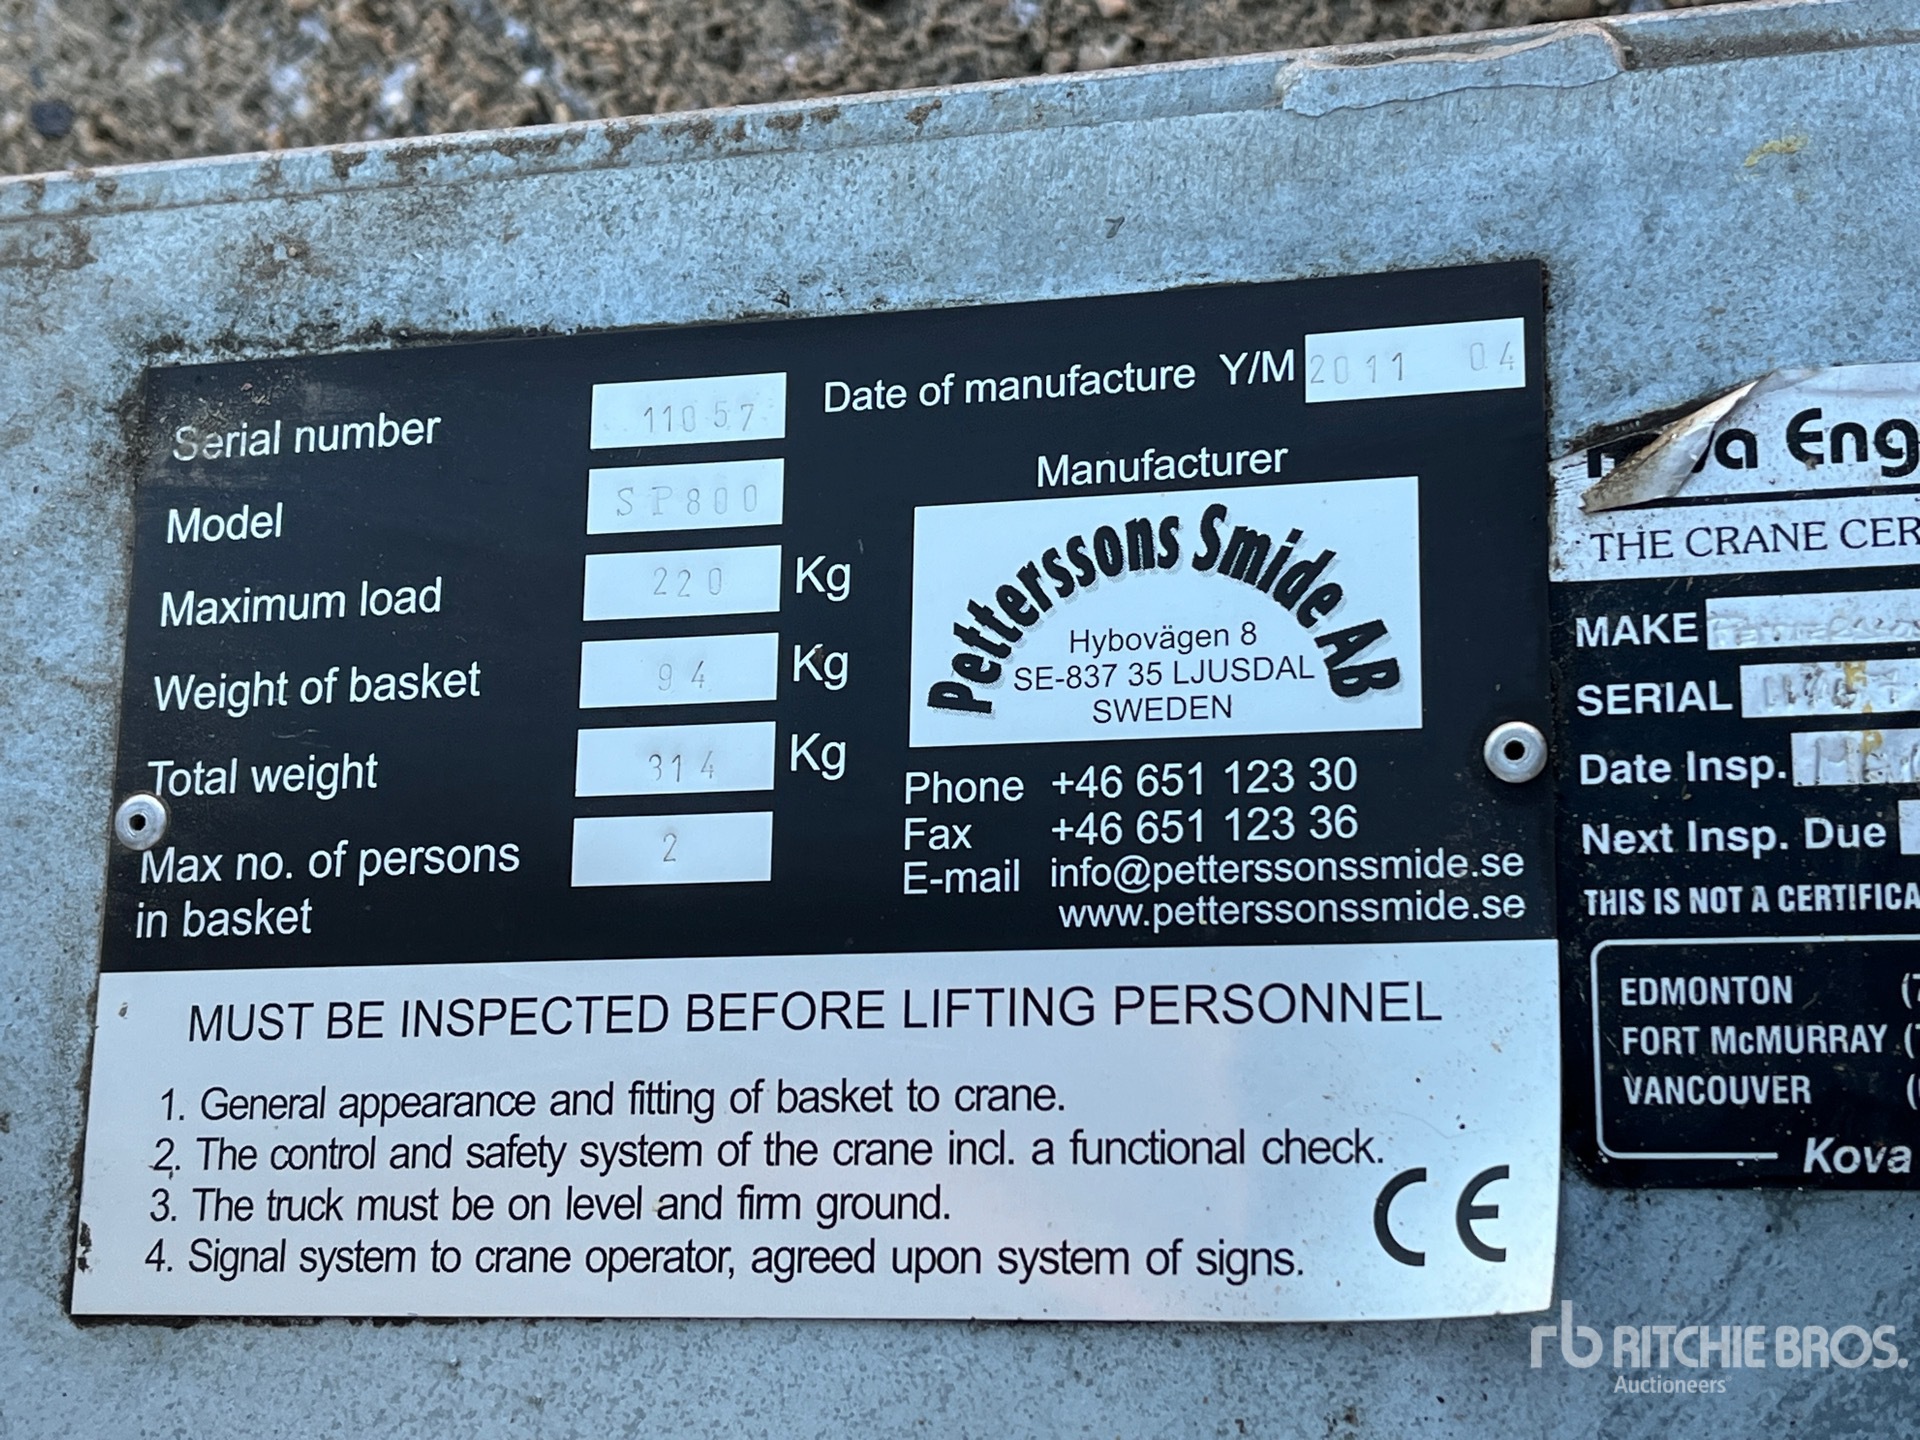 Serial number 11057
Date of manufacture Y/M 2011 04
Model SP800
Maximum load 220 Kg
Weight of basket 94 Kg
Total weight 314 Kg
Max no. of persons
in basket 2
Manufacturer
Petterssons Smide AB
Hybovägen 8
SE-837 35 LJUSDAL
SWEDEN
Phone +46 651 123 30
Fax +46 651 123 36
E-mail info@petterssonssmide.se
www.petterssonssmide.se
MUST BE INSPECTED BEFORE LIFTING PERSONNEL
1. General appearance and fitting of basket to crane.
2. The control and safety system of the crane incl. a functional check.
3. The truck must be on level and firm ground.
4. Signal system to crane operator, agreed upon system of signs.
CE
Eng
THE CRANE CER
MAKE
SERIAL
Date Insp.
Next Insp. Due
THIS IS NOT A CERTIFICA
EDMONTON (7
FORT McMURRAY (7
VANCOUVER (
Kova
rb RITCHIE BROS.
Auctioneers